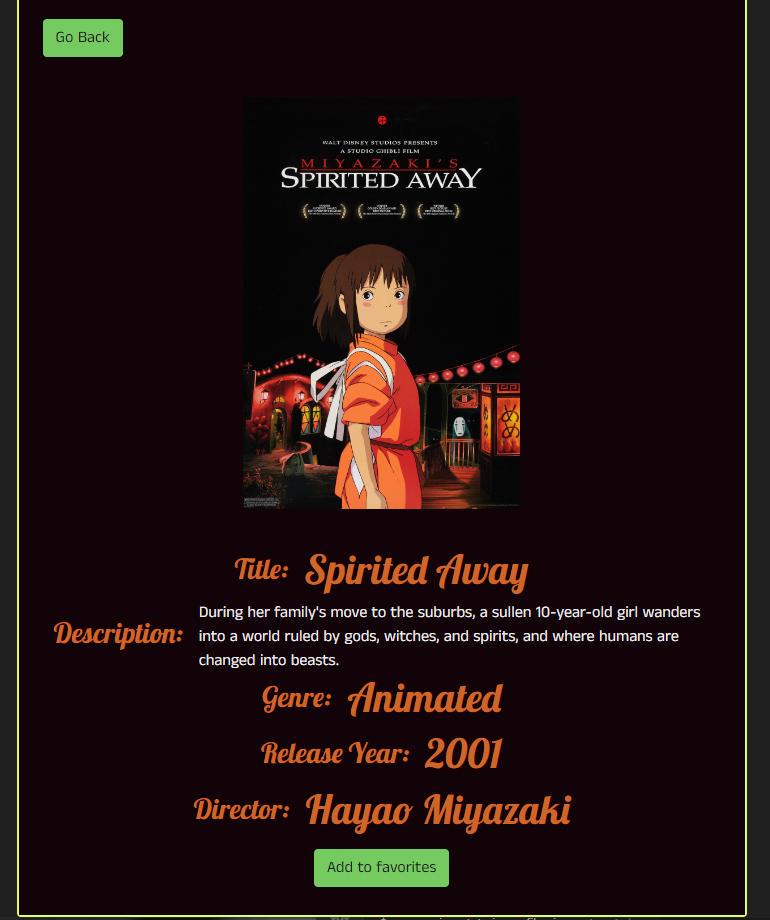 Go Back
WALT DISNEY STUDIOS PRESENTS
A STUDIO GHIBLI FILM
MIYAZAKI'S
SPIRITED AWAY
Title: Spirited Away
During her family's move to the suburbs, a sullen 10-year-old girl wanders
Description: into a world ruled by gods, witches, and spirits, and where humans are
changed into beasts.
Genre: Animated
Release Year: 2001
Director: Hayao Miyazaki
Add to favorites